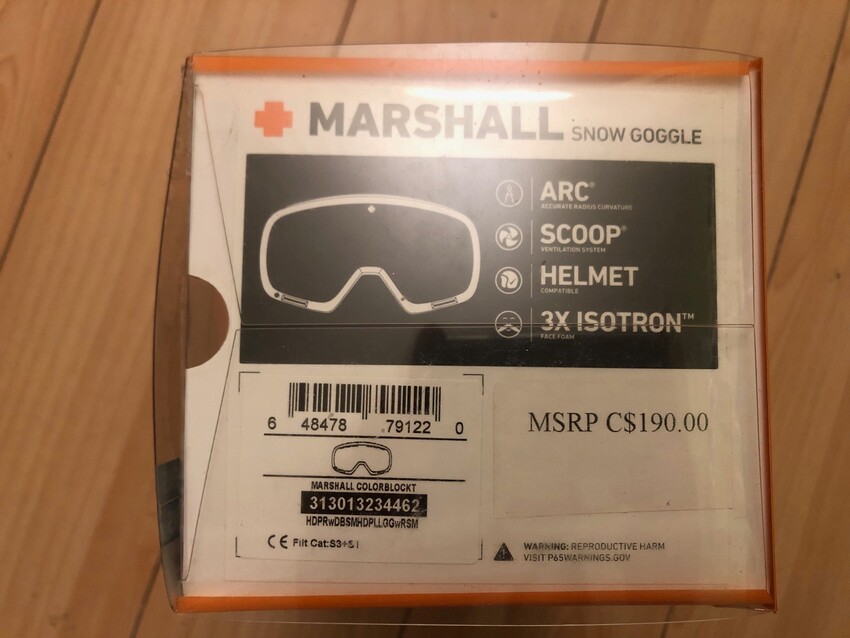 MARSHALL SNOW GOGGLE
ARC®
ACCURATE RADIUS CURVATURE
SCOOP®
VENTILATION SYSTEM
HELMET
COMPATIBLE
3X ISOTRON™
FACE FOAM
6 48478 79122 0
MARSHALL COLORBLOCKT
313013234462
HDPRwDBSMHDPLLGGwRSM
CE Filt Cat:S3+S1
MSRP C$190.00
WARNING: REPRODUCTIVE HARM
VISIT P65WARNINGS.GOV